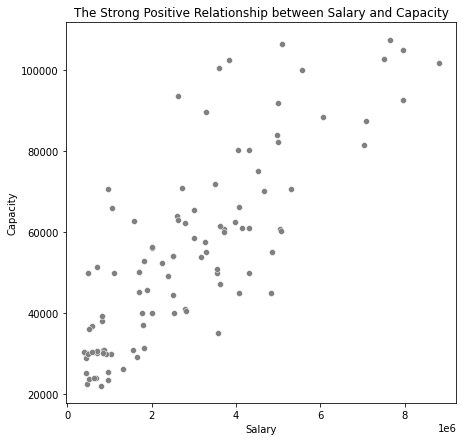 The Strong Positive Relationship between Salary and Capacity
100000
80000
60000
40000
20000
Capacity
0
2
4
6
8
1e6
Salary